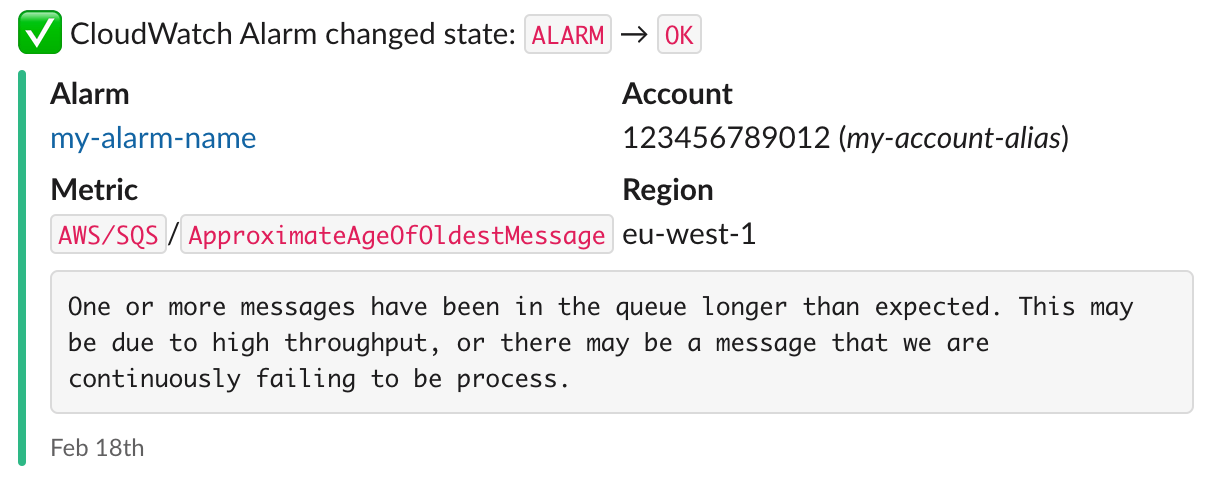 ✅ CloudWatch Alarm changed state: ALARM → OK
Alarm
my-alarm-name
Account
123456789012 (my-account-alias)
Metric
AWS/SQS/ApproximateAgeOfOldestMessage
Region
eu-west-1
One or more messages have been in the queue longer than expected. This may
be due to high throughput, or there may be a message that we are
continuously failing to be process.
Feb 18th